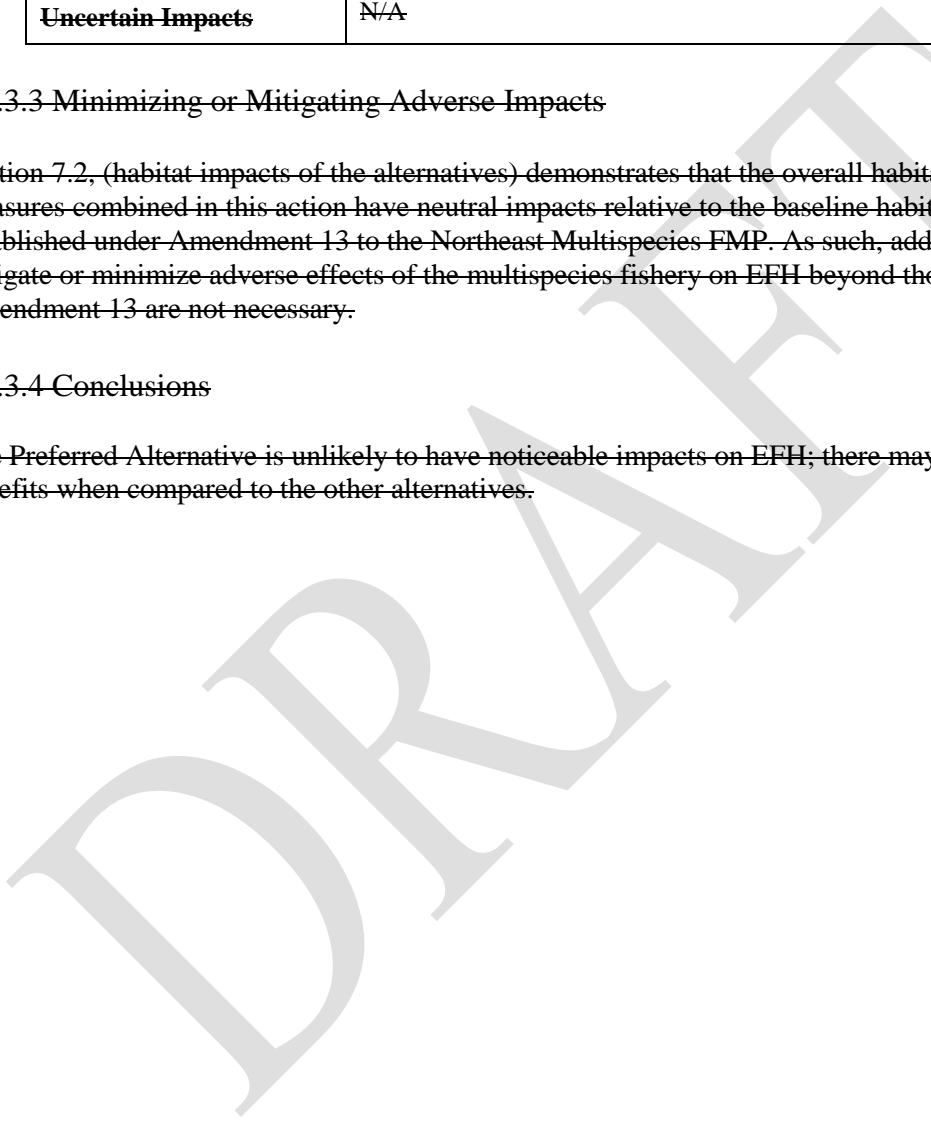 Uncertain Impacts N/A
.3.3 Minimizing or Mitigating Adverse Impacts
tion 7.2, (habitat impacts of the alternatives) demonstrates that the overall habita
asures combined in this action have neutral impacts relative to the baseline habit
ablished under Amendment 13 to the Northeast Multispecies FMP. As such, add
igate or minimize adverse effects of the multispecies fishery on EFH beyond tho
endment 13 are not necessary.
.3.4 Conclusions
e Preferred Alternative is unlikely to have noticeable impacts on EFH; there may
efits when compared to the other alternatives.
DRAFT